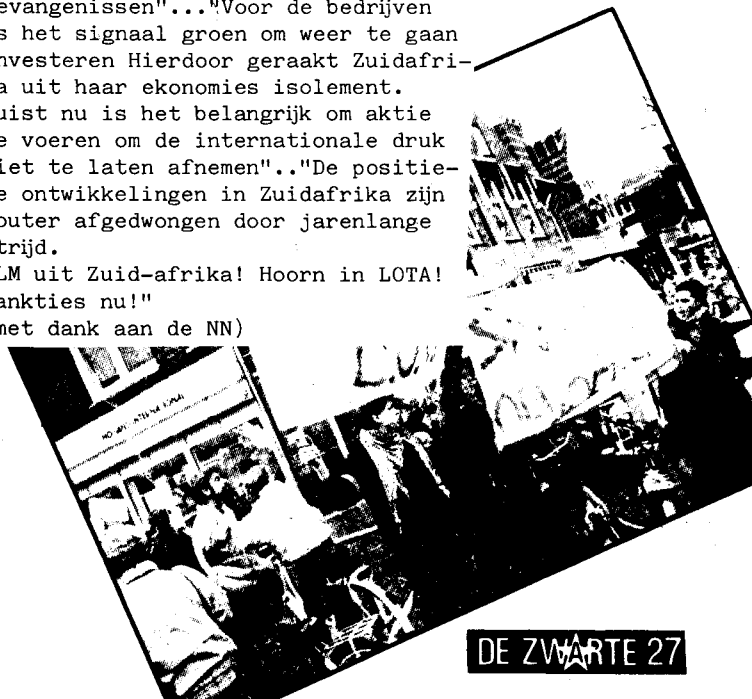 evangenissen"..."Voor de bedrijven
s het signaal groen om weer te gaan
nvesteren Hierdoor geraakt Zuidafri-
a uit haar ekonomies isolement.
uist nu is het belangrijk om aktie
e voeren om de internationale druk
iet te laten afnemen".."De positie-
e ontwikkelingen in Zuidafrika zijn
outer afgedwongen door jarenlange
trijd.
LM uit Zuid-afrika! Hoorn in LOTA!
ankties nu!"
met dank aan de NN)
DE ZWARTE 27